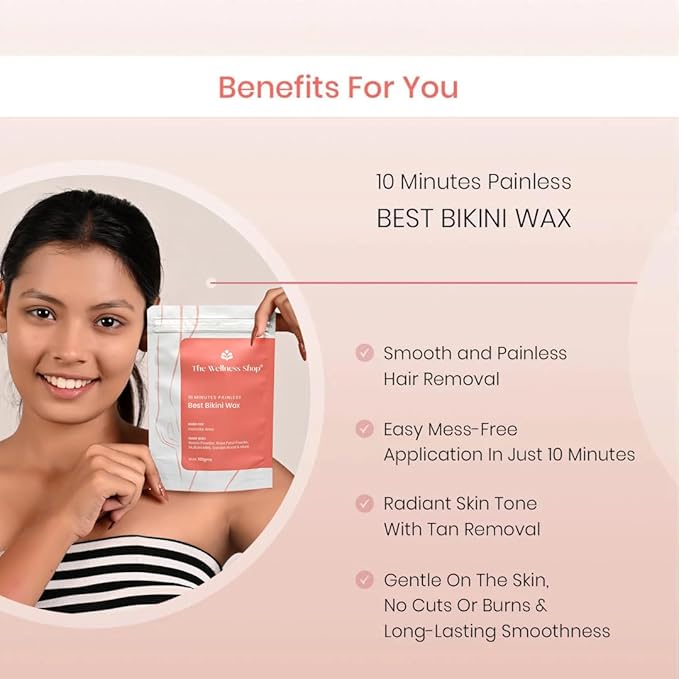 Benefits For You
10 Minutes Painless
BEST BIKINI WAX
The Wellness Shop®
10 MINUTES PAINLESS
Best Bikini Wax
Smooth and Painless
Hair Removal
Easy Mess-Free
Application In Just 10 Minutes
Radiant Skin Tone
With Tan Removal
Gentle On The Skin,
No Cuts Or Burns &
Long-Lasting Smoothness